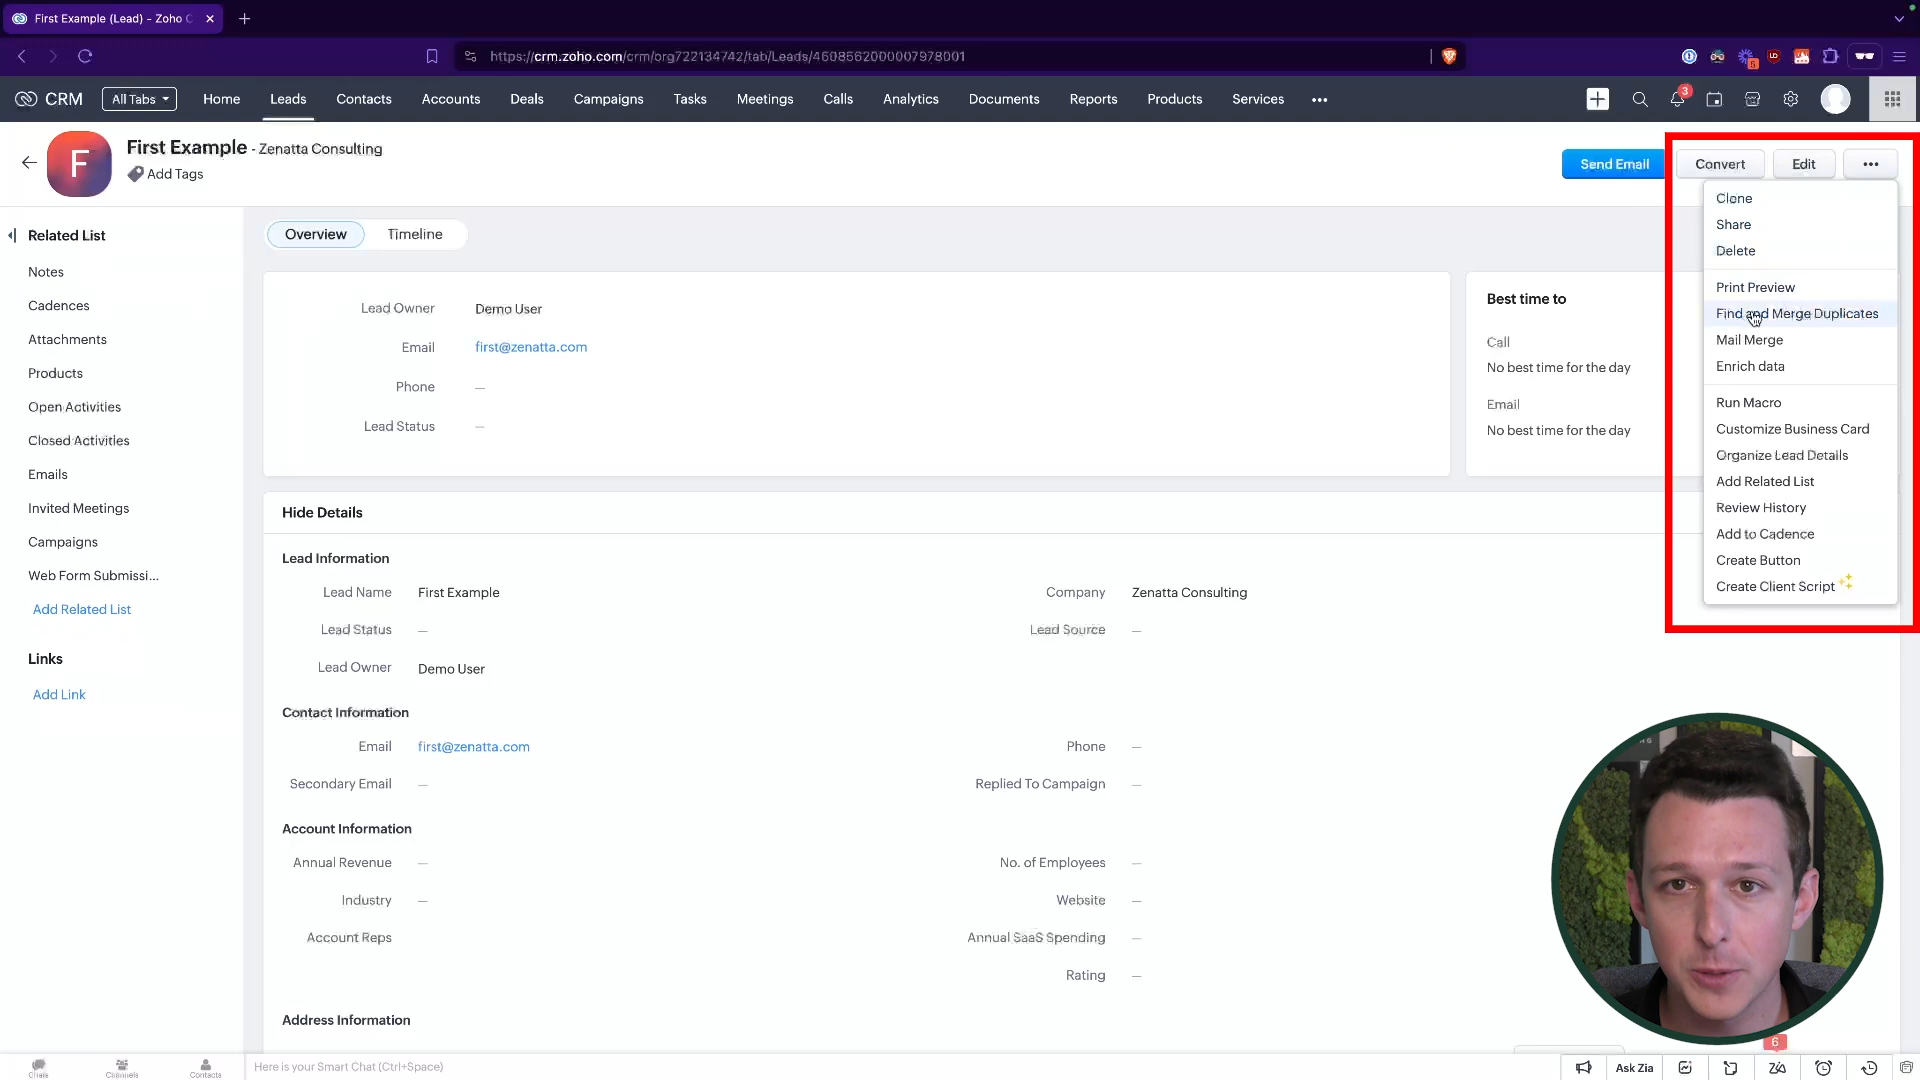 First Example (Lead) - Zoho C
https://crm.zoho.com/crm/org722134742/tab/Leads/4608562000007978001
5
CRM
All Tabs
Home
Leads
Contacts
Accounts
Deals
Campaigns
Tasks
Meetings
Calls
Analytics
Documents
Reports
Products
Services
3
F
First Example - Zenatta Consulting
Add Tags
Send Email
Convert
Edit
Clone
Share
Delete
Print Preview
Find and Merge Duplicates
Mail Merge
Enrich data
Run Macro
Customize Business Card
Organize Lead Details
Add Related List
Review History
Add to Cadence
Create Button
Create Client Script
Related List
Notes
Cadences
Attachments
Products
Open Activities
Closed Activities
Emails
Invited Meetings
Campaigns
Web Form Submissi...
Add Related List
Links
Add Link
Overview
Timeline
Lead Owner Demo User
Email first@zenatta.com
Phone —
Lead Status —
Best time to
Call
No best time for the day
Email
No best time for the day
Hide Details
Lead Information
Lead Name First Example
Company Zenatta Consulting
Lead Status —
Lead Source —
Lead Owner Demo User
Contact Information
Email first@zenatta.com
Phone —
Secondary Email —
Replied To Campaign —
Account Information
Annual Revenue —
No. of Employees —
Industry —
Website —
Account Reps
Annual SaaS Spending —
Rating —
Address Information
6
Chats
Channels
Contacts
Here is your Smart Chat (Ctrl+Space)
Ask Zia